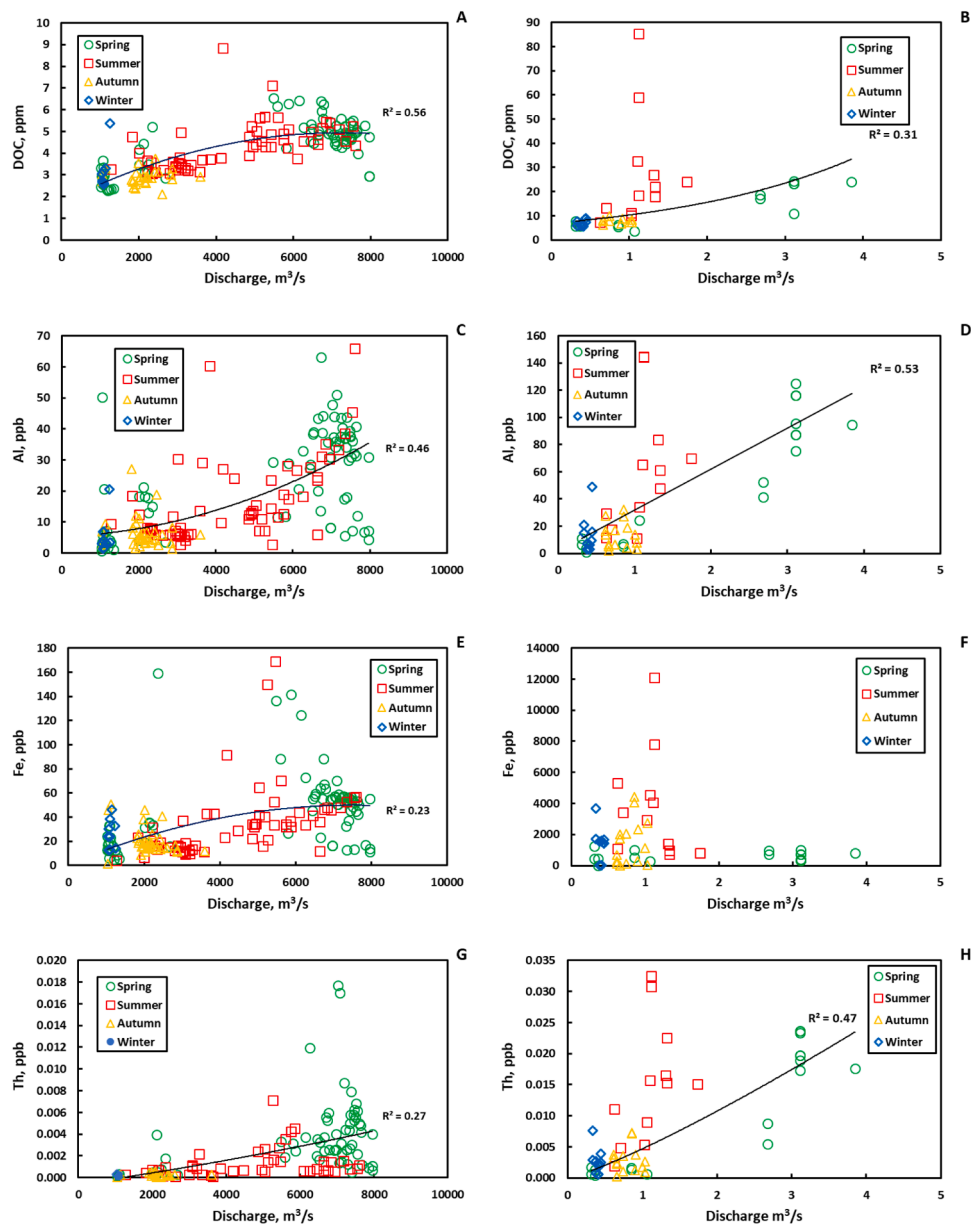 A
DOC, ppm
10
9
8
7
6
5
4
3
2
1
0
Spring
Summer
Autumn
Winter
R² = 0.56
0 2000 4000 6000 8000 10000
Discharge, m³/s
B
DOC, ppm
90
80
70
60
50
40
30
20
10
0
Spring
Summer
Autumn
Winter
R² = 0.31
0 1 2 3 4 5
Discharge m³/s
C
Al, ppb
70
60
50
40
30
20
10
0
Spring
Summer
Autumn
Winter
R² = 0.46
0 2000 4000 6000 8000 10000
Discharge, m³/s
D
Al, ppb
160
140
120
100
80
60
40
20
0
Spring
Summer
Autumn
Winter
R² = 0.53
0 1 2 3 4 5
Discharge m³/s
E
Fe, ppb
180
160
140
120
100
80
60
40
20
0
Spring
Summer
Autumn
Winter
R² = 0.23
0 2000 4000 6000 8000 10000
Discharge, m³/s
F
Fe, ppb
14000
12000
10000
8000
6000
4000
2000
0
Spring
Summer
Autumn
Winter
0 1 2 3 4 5
Discharge m³/s
G
Th, ppb
0.020
0.018
0.016
0.014
0.012
0.010
0.008
0.006
0.004
0.002
0.000
Spring
Summer
Autumn
Winter
R² = 0.27
0 2000 4000 6000 8000 10000
Discharge, m³/s
H
Th, ppb
0.035
0.030
0.025
0.020
0.015
0.010
0.005
0.000
Spring
Summer
Autumn
Winter
R² = 0.47
0 1 2 3 4 5
Discharge m³/s